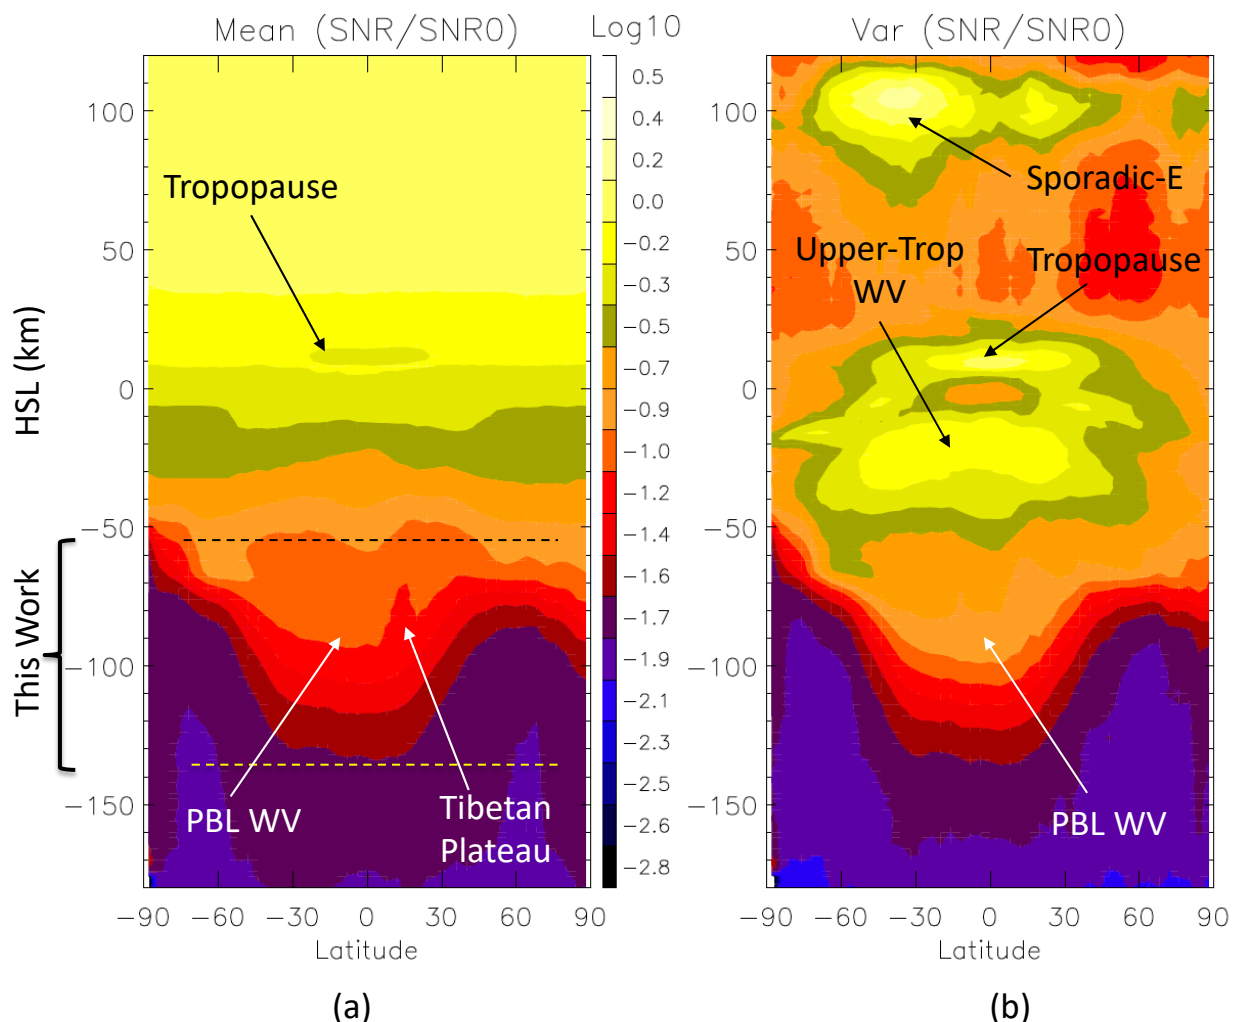 Mean (SNR/SNR0)
Log10
Var (SNR/SNR0)
HSL (km)
This Work
100
50
0
−50
−100
−150
Tropopause
PBL WV
Tibetan
Plateau
−90 −60 −30 0 30 60 90
Latitude
(a)
0.5
0.4
0.2
0.0
−0.2
−0.3
−0.5
−0.7
−0.9
−1.0
−1.2
−1.4
−1.6
−1.7
−1.9
−2.1
−2.3
−2.5
−2.6
−2.8
100
50
0
−50
−100
−150
Sporadic-E
Upper-Trop
WV
Tropopause
PBL WV
−90 −60 −30 0 30 60 90
Latitude
(b)